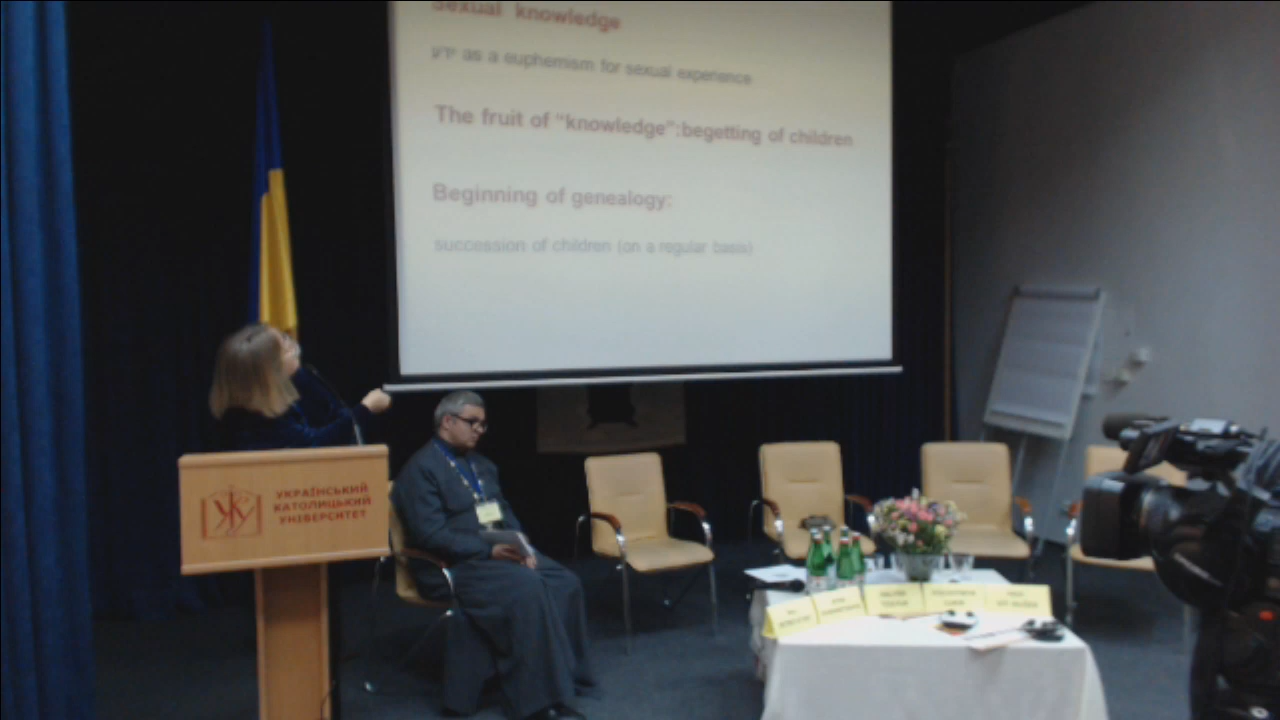 Sexual knowledge
ידע as a euphemism for sexual experience
The fruit of "knowledge":begetting of children
Beginning of genealogy:
succession of children (on a regular basis)
УКРАЇНСЬКИЙ
КАТОЛИЦЬКИЙ
УНІВЕРСИТЕТ